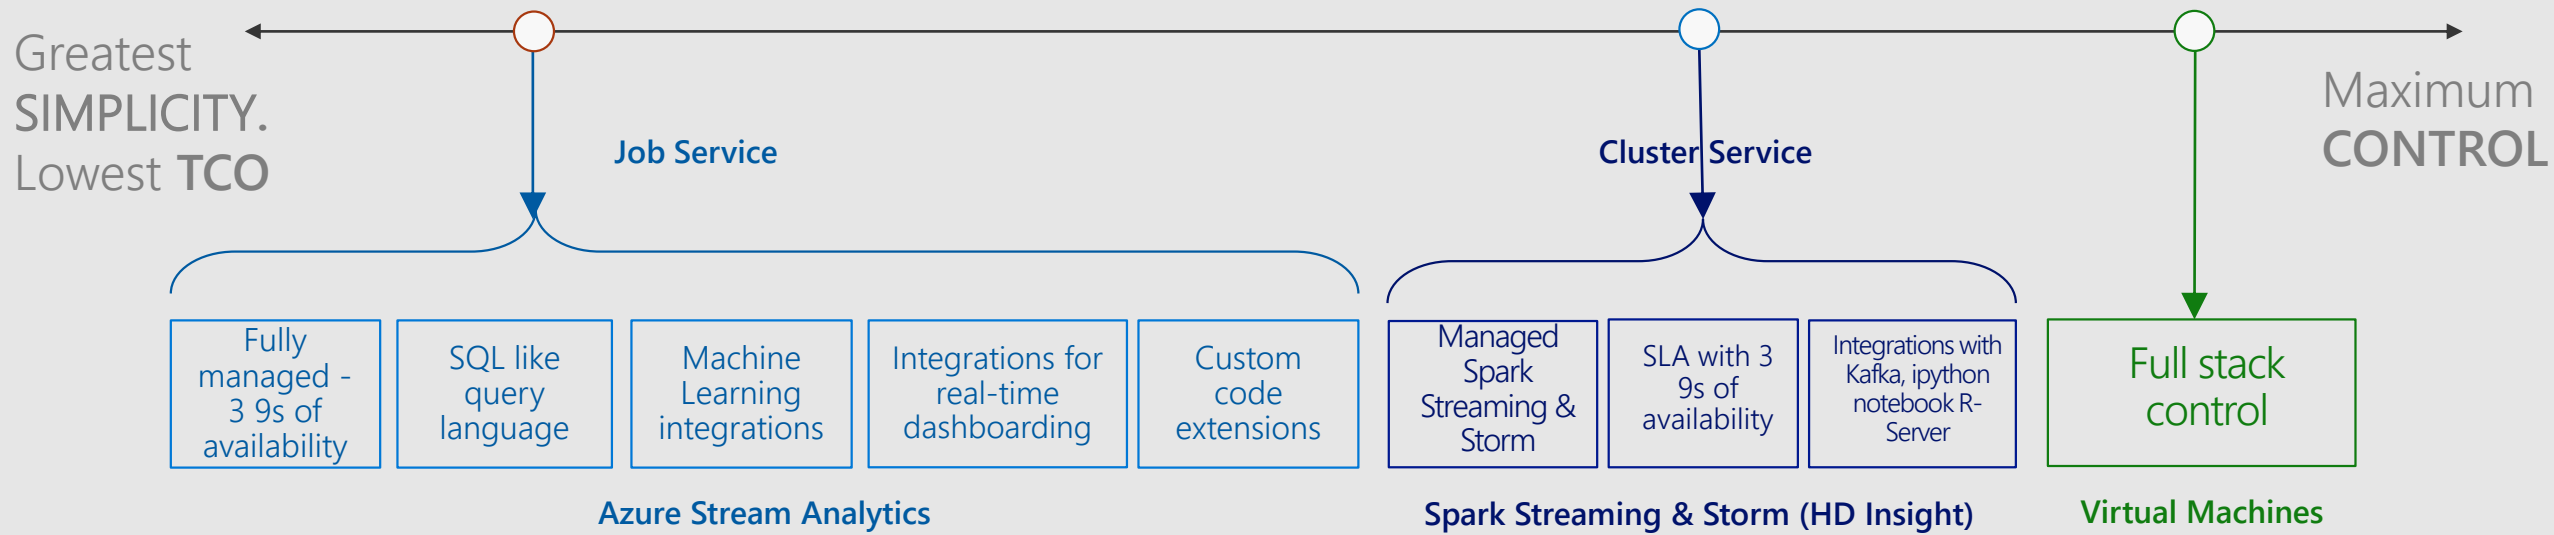 Greatest
SIMPLICITY.
Lowest TCO
Maximum
CONTROL
Job Service
Cluster Service
Fully
managed -
3 9s of
availability
SQL like
query
language
Machine
Learning
integrations
Integrations for
real-time
dashboarding
Custom
code
extensions
Managed
Spark
Streaming &
Storm
SLA with 3
9s of
availability
Integrations with
Kafka, ipython
notebook R-
Server
Full stack
control
Azure Stream Analytics
Spark Streaming & Storm (HD Insight)
Virtual Machines